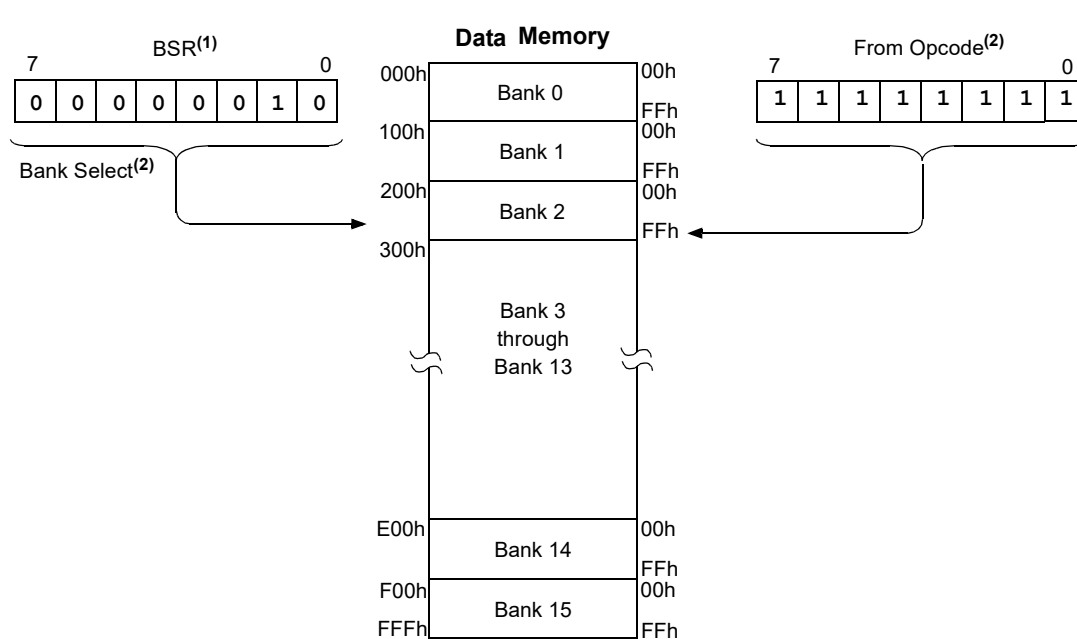 Data Memory
BSR(1)
7 0
0 0 0 0 0 0 1 0
Bank Select(2)
From Opcode(2)
7 0
1 1 1 1 1 1 1 1
000h Bank 0 00h
FFh
100h Bank 1 00h
FFh
200h Bank 2 00h
FFh
300h
Bank 3
through
Bank 13
E00h Bank 14 00h
FFh
F00h Bank 15 00h
FFFh FFh